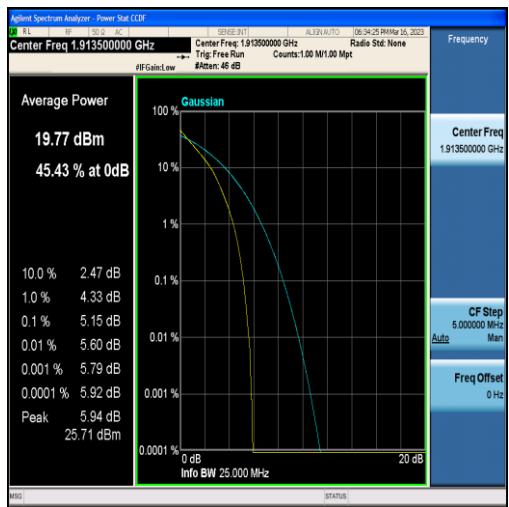 Agilent Spectrum Analyzer - Power Stat CCDF
RL RF 50 Ω AC SENSE:INT ALIGN AUTO 06:34:25 PM Mar 16, 2023
Center Freq 1.913500000 GHz
Center Freq: 1.913500000 GHz Radio Std: None
Trig: Free Run Counts:1.00 M/1.00 Mpt
#IFGain:Low #Atten: 46 dB
Frequency
Average Power
19.77 dBm
45.43 % at 0dB
10.0 % 2.47 dB
1.0 % 4.33 dB
0.1 % 5.15 dB
0.01 % 5.60 dB
0.001 % 5.79 dB
0.0001 % 5.92 dB
Peak 5.94 dB
25.71 dBm
Gaussian
100 %
10 %
1 %
0.1 %
0.01 %
0.001 %
0.0001 %
0 dB 20 dB
Info BW 25.000 MHz
Center Freq
1.913500000 GHz
CF Step
5.000000 MHz
Auto Man
Freq Offset
0 Hz
MSG STATUS